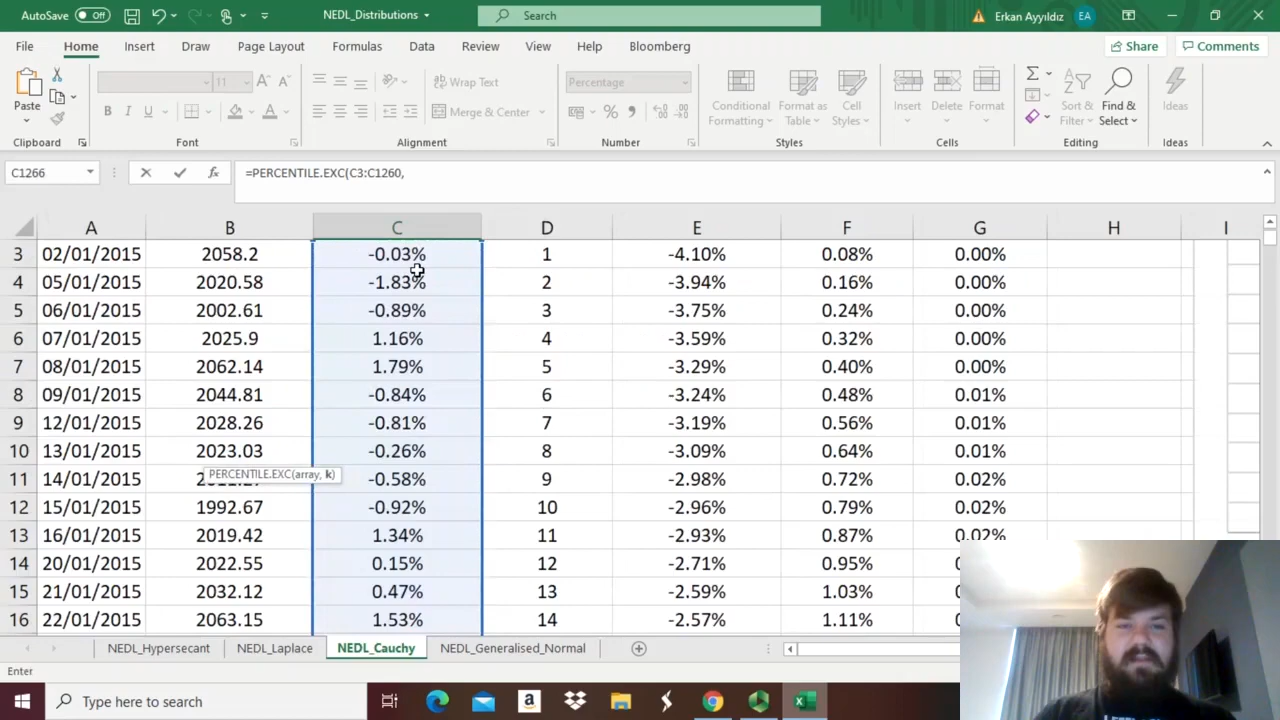 AutoSave Off NEDL_Distributions Search Erkan Ayyıldız EA
File Home Insert Draw Page Layout Formulas Data Review View Help Bloomberg Share Comments
Paste 11 Wrap Text Percentage Conditional Formatting Format as Table Cell Styles Insert Delete Format Sort & Filter Find & Select Ideas
Merge & Center
Clipboard Font Alignment Number Styles Cells Editing Ideas
C1266 fx =PERCENTILE.EXC(C3:C1260,
A B C D E F G H I
3 02/01/2015 2058.2 -0.03% 1 -4.10% 0.08% 0.00%
4 05/01/2015 2020.58 -1.83% 2 -3.94% 0.16% 0.00%
5 06/01/2015 2002.61 -0.89% 3 -3.75% 0.24% 0.00%
6 07/01/2015 2025.9 1.16% 4 -3.59% 0.32% 0.00%
7 08/01/2015 2062.14 1.79% 5 -3.29% 0.40% 0.00%
8 09/01/2015 2044.81 -0.84% 6 -3.24% 0.48% 0.01%
9 12/01/2015 2028.26 -0.81% 7 -3.19% 0.56% 0.01%
10 13/01/2015 2023.03 -0.26% 8 -3.09% 0.64% 0.01%
PERCENTILE.EXC(array, k)
11 14/01/2015 -0.58% 9 -2.98% 0.72% 0.02%
12 15/01/2015 1992.67 -0.92% 10 -2.96% 0.79% 0.02%
13 16/01/2015 2019.42 1.34% 11 -2.93% 0.87% 0.02%
14 20/01/2015 2022.55 0.15% 12 -2.71% 0.95%
15 21/01/2015 2032.12 0.47% 13 -2.59% 1.03%
16 22/01/2015 2063.15 1.53% 14 -2.57% 1.11%
NEDL_Hypersecant NEDL_Laplace NEDL_Cauchy NEDL_Generalised_Normal
Enter
Type here to search